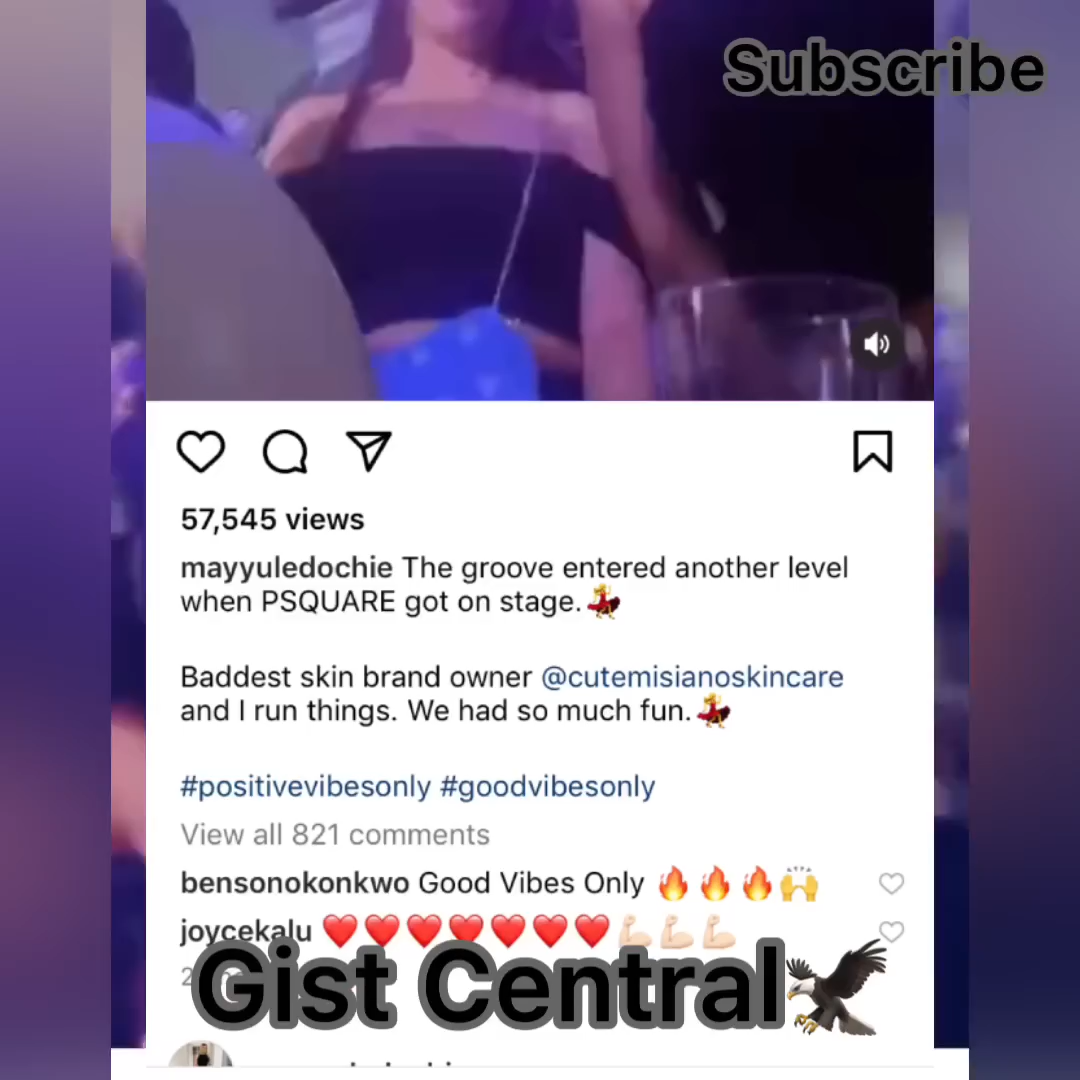 Subscribe
57,545 views
mayyuledochie The groove entered another level
when PSQUARE got on stage.💃
Baddest skin brand owner @cutemisianoskincare
and I run things. We had so much fun.💃
#positivevibesonly #goodvibesonly
View all 821 comments
bensonokonkwo Good Vibes Only 🔥🔥🔥🙌
joycekalu ❤️❤️❤️❤️❤️❤️❤️💪🏻💪🏻💪🏻
Gist Central🦅